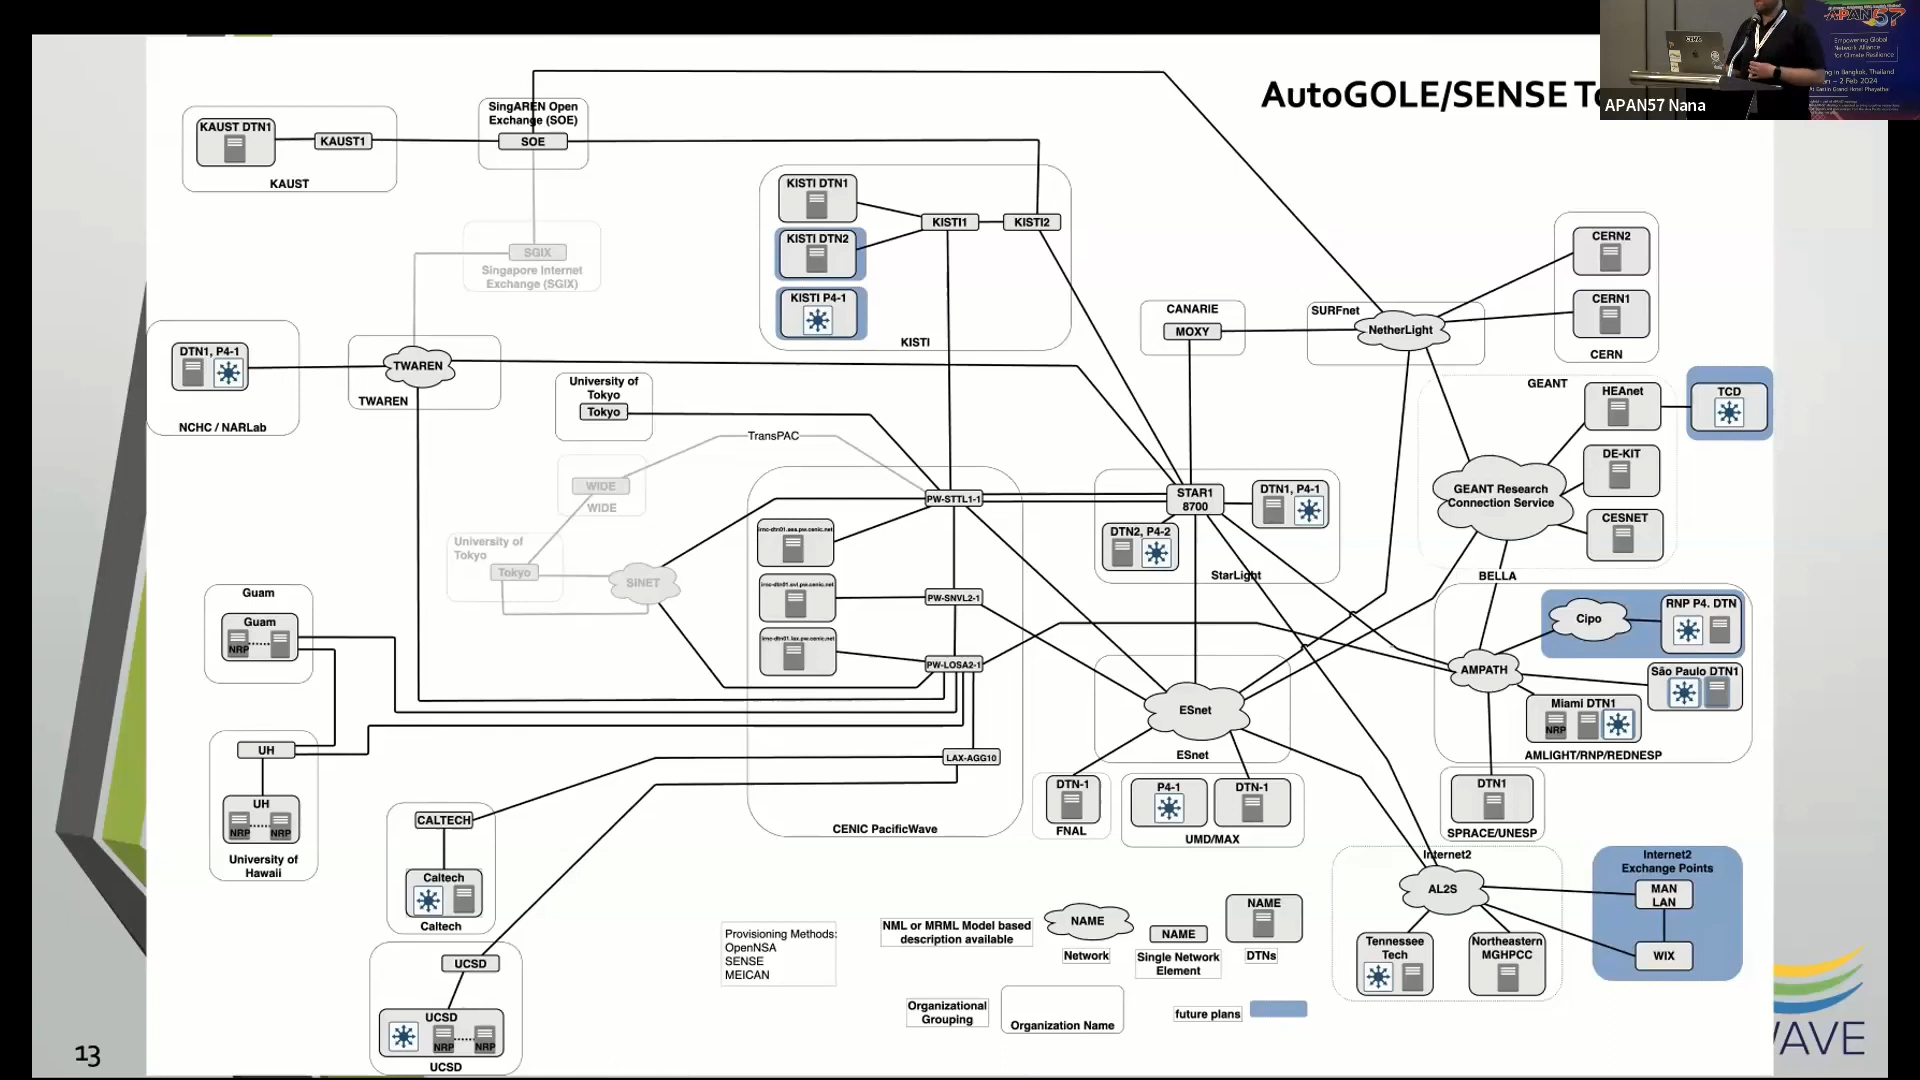 AutoGOLE/SENSE
APAN57 Nana
APAN57
Empowering Global
Network Alliance
for Climate Resilience
SingAREN Open
Exchange (SOE)
SOE
KAUST DTN1
KAUST1
KAUST
SGIX
Singapore Internet
Exchange (SGIX)
KISTI DTN1
KISTI DTN2
KISTI P4-1
KISTI1
KISTI2
KISTI
CERN2
CERN1
CERN
CANARIE
MOXY
SURFnet
NetherLight
DTN1, P4-1
NCHC / NARLab
TWAREN
TWAREN
University of
Tokyo
Tokyo
TransPAC
WIDE
WIDE
University of
Tokyo
Tokyo
SINET
GEANT
HEAnet
TCD
DE-KIT
CESNET
GEANT Research
Connection Service
BELLA
PW-STTL1-1
PW-SNVL2-1
PW-LOSA2-1
LAX-AGG10
CENIC PacificWave
STAR1
8700
DTN1, P4-1
DTN2, P4-2
StarLight
Guam
Guam
NRP
UH
UH
NRP
NRP
University of
Hawaii
Cipo
RNP P4. DTN
AMPATH
São Paulo DTN1
Miami DTN1
NRP
AMLIGHT/RNP/REDNESP
DTN1
SPRACE/UNESP
ESnet
ESnet
DTN-1
FNAL
P4-1
DTN-1
UMD/MAX
CALTECH
Caltech
Caltech
UCSD
UCSD
NRP
NRP
UCSD
Internet2
AL2S
Tennessee
Tech
Northeastern
MGHPCC
Internet2
Exchange Points
MAN
LAN
WIX
Provisioning Methods:
OpenNSA
SENSE
MEICAN
NML or MRML Model based
description available
NAME
Network
NAME
Single Network
Element
NAME
DTNs
Organizational
Grouping
Organization Name
future plans
13
WAVE